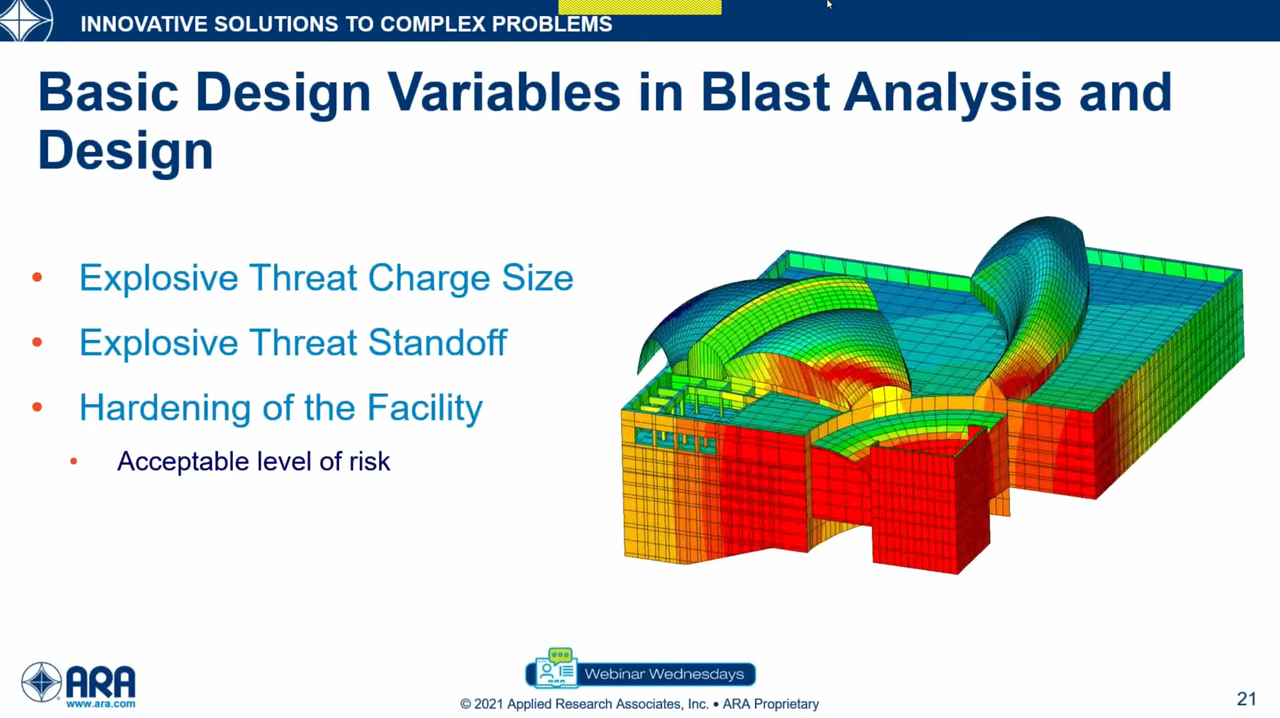 INNOVATIVE SOLUTIONS TO COMPLEX PROBLEMS
Basic Design Variables in Blast Analysis and
Design
• Explosive Threat Charge Size
• Explosive Threat Standoff
• Hardening of the Facility
• Acceptable level of risk
ARA
www.ara.com
Webinar Wednesdays
© 2021 Applied Research Associates, Inc. • ARA Proprietary
21